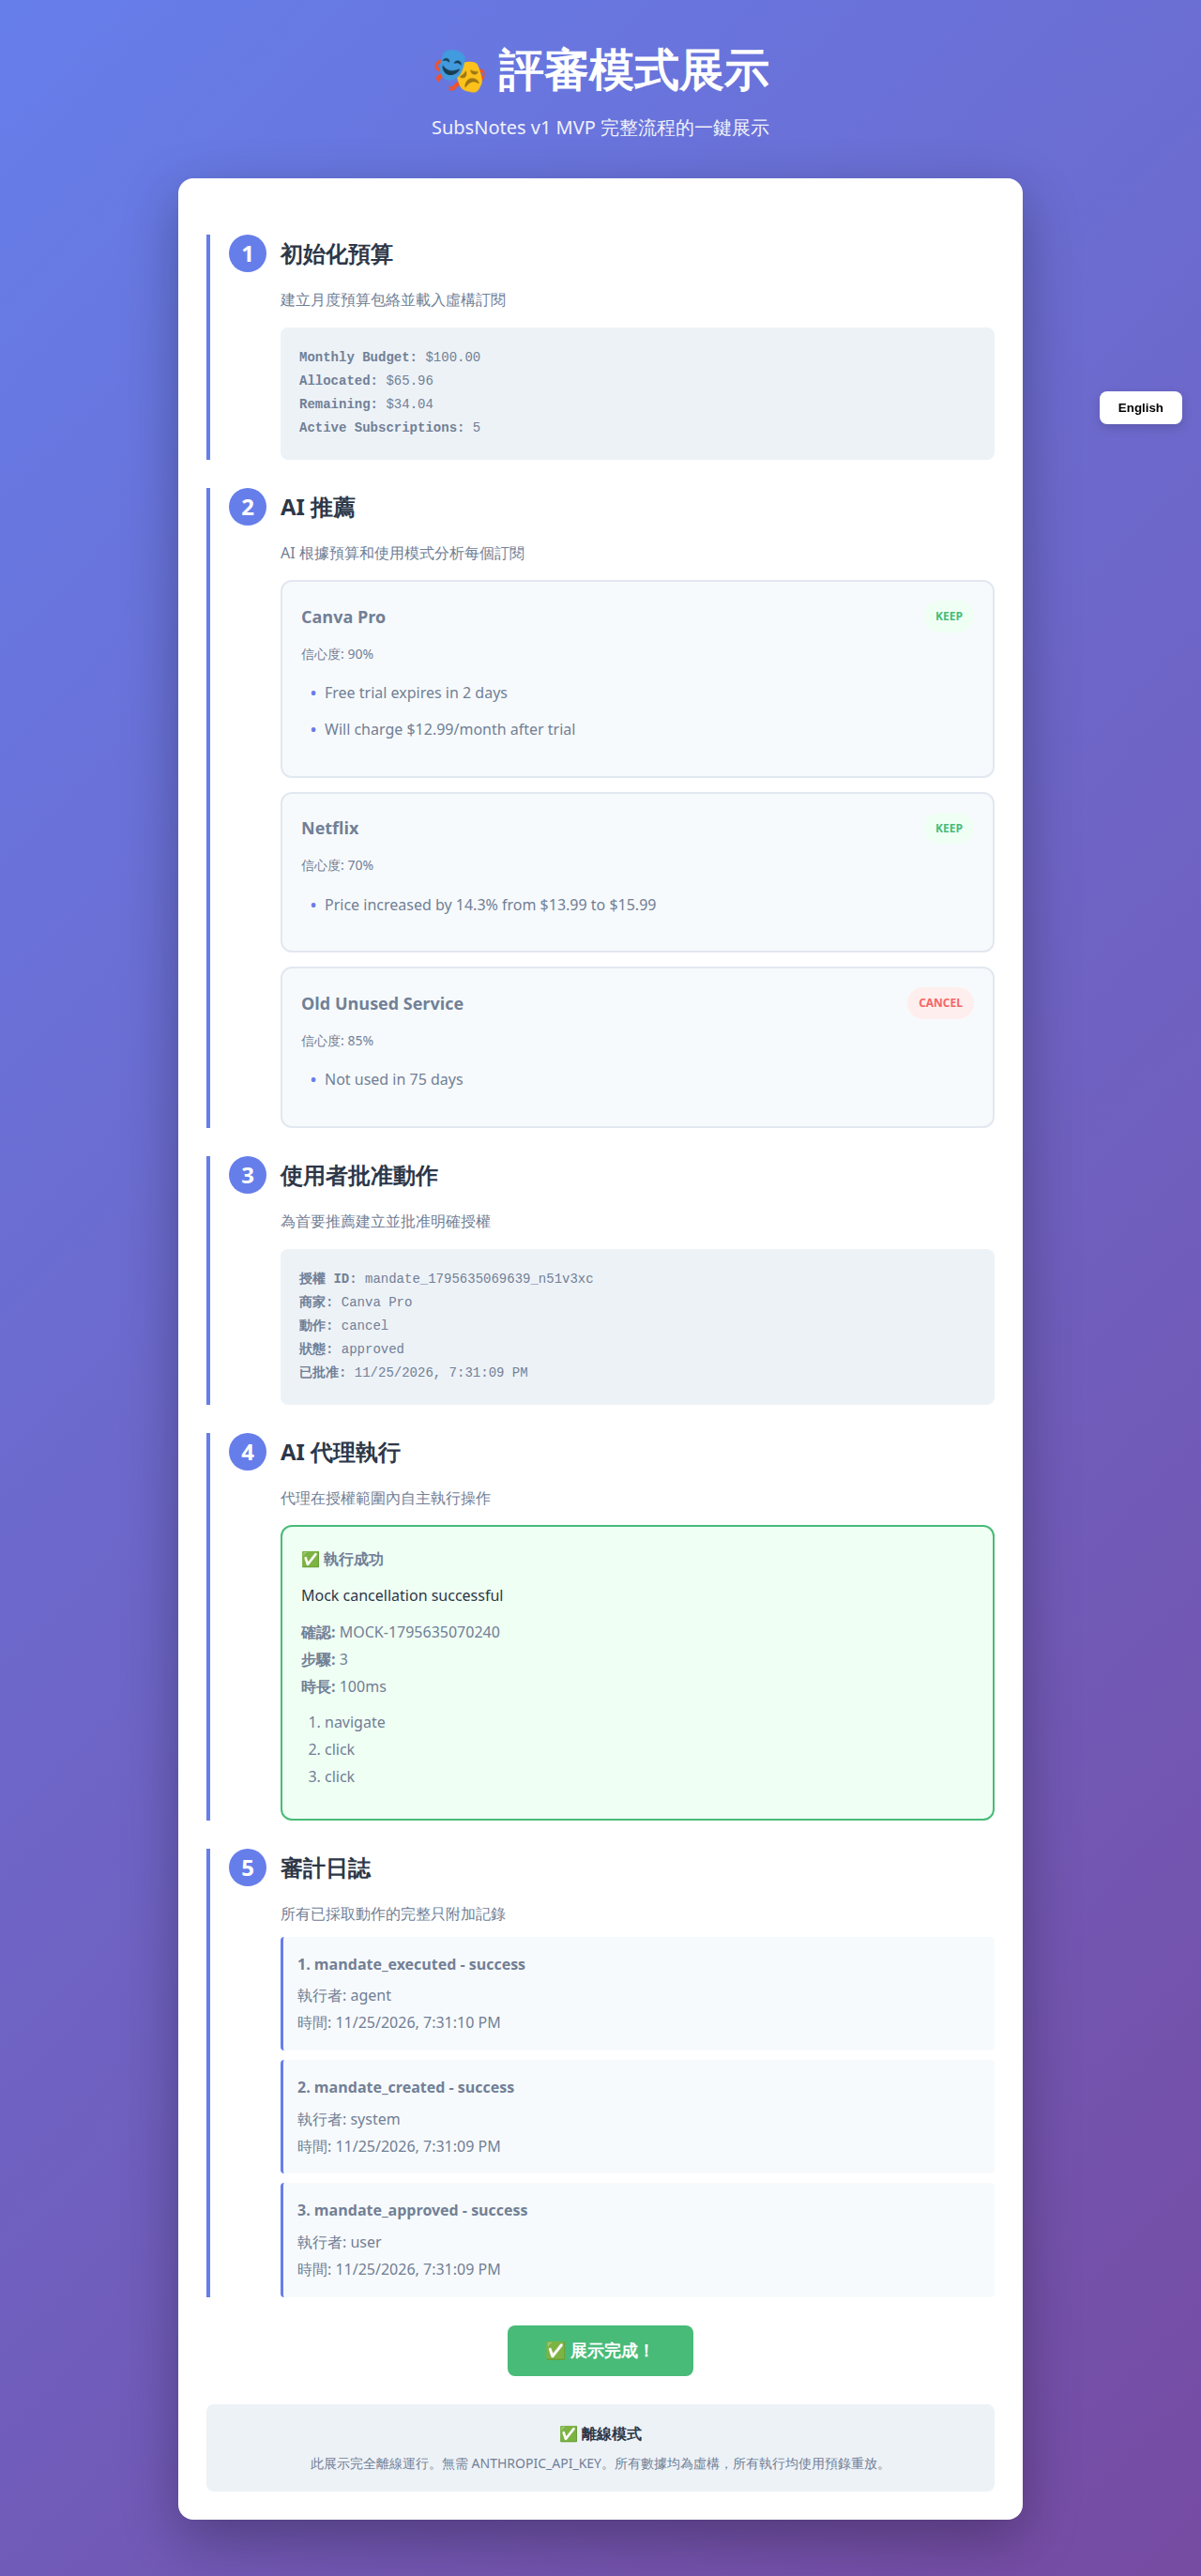 🎭 評審模式展示
SubsNotes v1 MVP 完整流程的一鍵展示
1 初始化預算
建立月度預算包絡並載入虛構訂閱
Monthly Budget: $100.00
Allocated: $65.96
Remaining: $34.04
Active Subscriptions: 5
English
2 AI 推薦
AI 根據預算和使用模式分析每個訂閱
Canva Pro KEEP
信心度: 90%
• Free trial expires in 2 days
• Will charge $12.99/month after trial
Netflix KEEP
信心度: 70%
• Price increased by 14.3% from $13.99 to $15.99
Old Unused Service CANCEL
信心度: 85%
• Not used in 75 days
3 使用者批准動作
為首要推薦建立並批准明確授權
授權 ID: mandate_1795635069639_n51v3xc
商家: Canva Pro
動作: cancel
狀態: approved
已批准: 11/25/2026, 7:31:09 PM
4 AI 代理執行
代理在授權範圍內自主執行操作
✅ 執行成功
Mock cancellation successful
確認: MOCK-1795635070240
步驟: 3
時長: 100ms
1. navigate
2. click
3. click
5 審計日誌
所有已採取動作的完整只附加記錄
1. mandate_executed - success
執行者: agent
時間: 11/25/2026, 7:31:10 PM
2. mandate_created - success
執行者: system
時間: 11/25/2026, 7:31:09 PM
3. mandate_approved - success
執行者: user
時間: 11/25/2026, 7:31:09 PM
✅ 展示完成！
✅ 離線模式
此展示完全離線運行。無需 ANTHROPIC_API_KEY。所有數據均為虛構，所有執行均使用預錄重放。